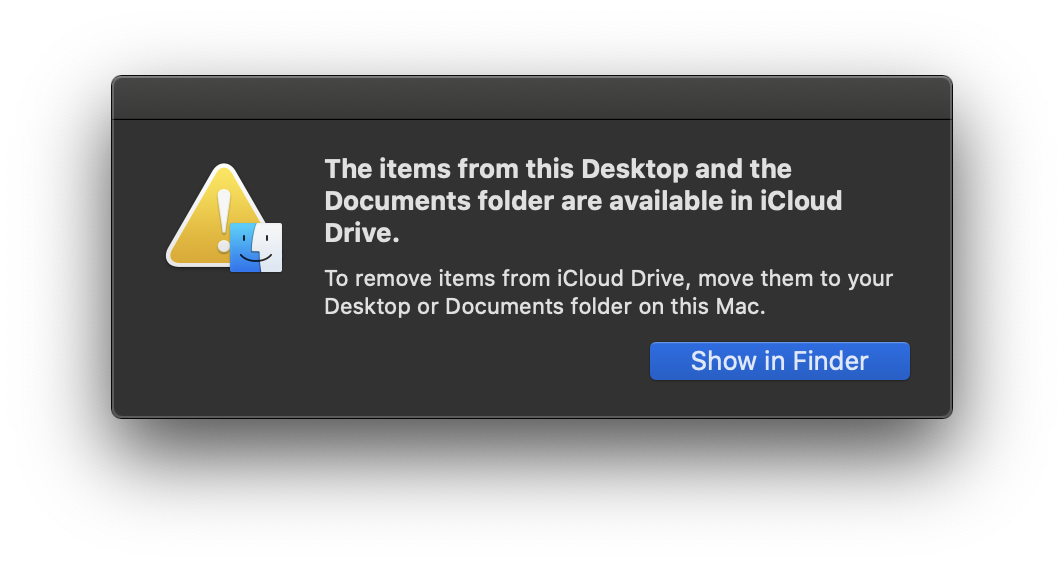 The items from this Desktop and the
Documents folder are available in iCloud
Drive.
To remove items from iCloud Drive, move them to your
Desktop or Documents folder on this Mac.
Show in Finder